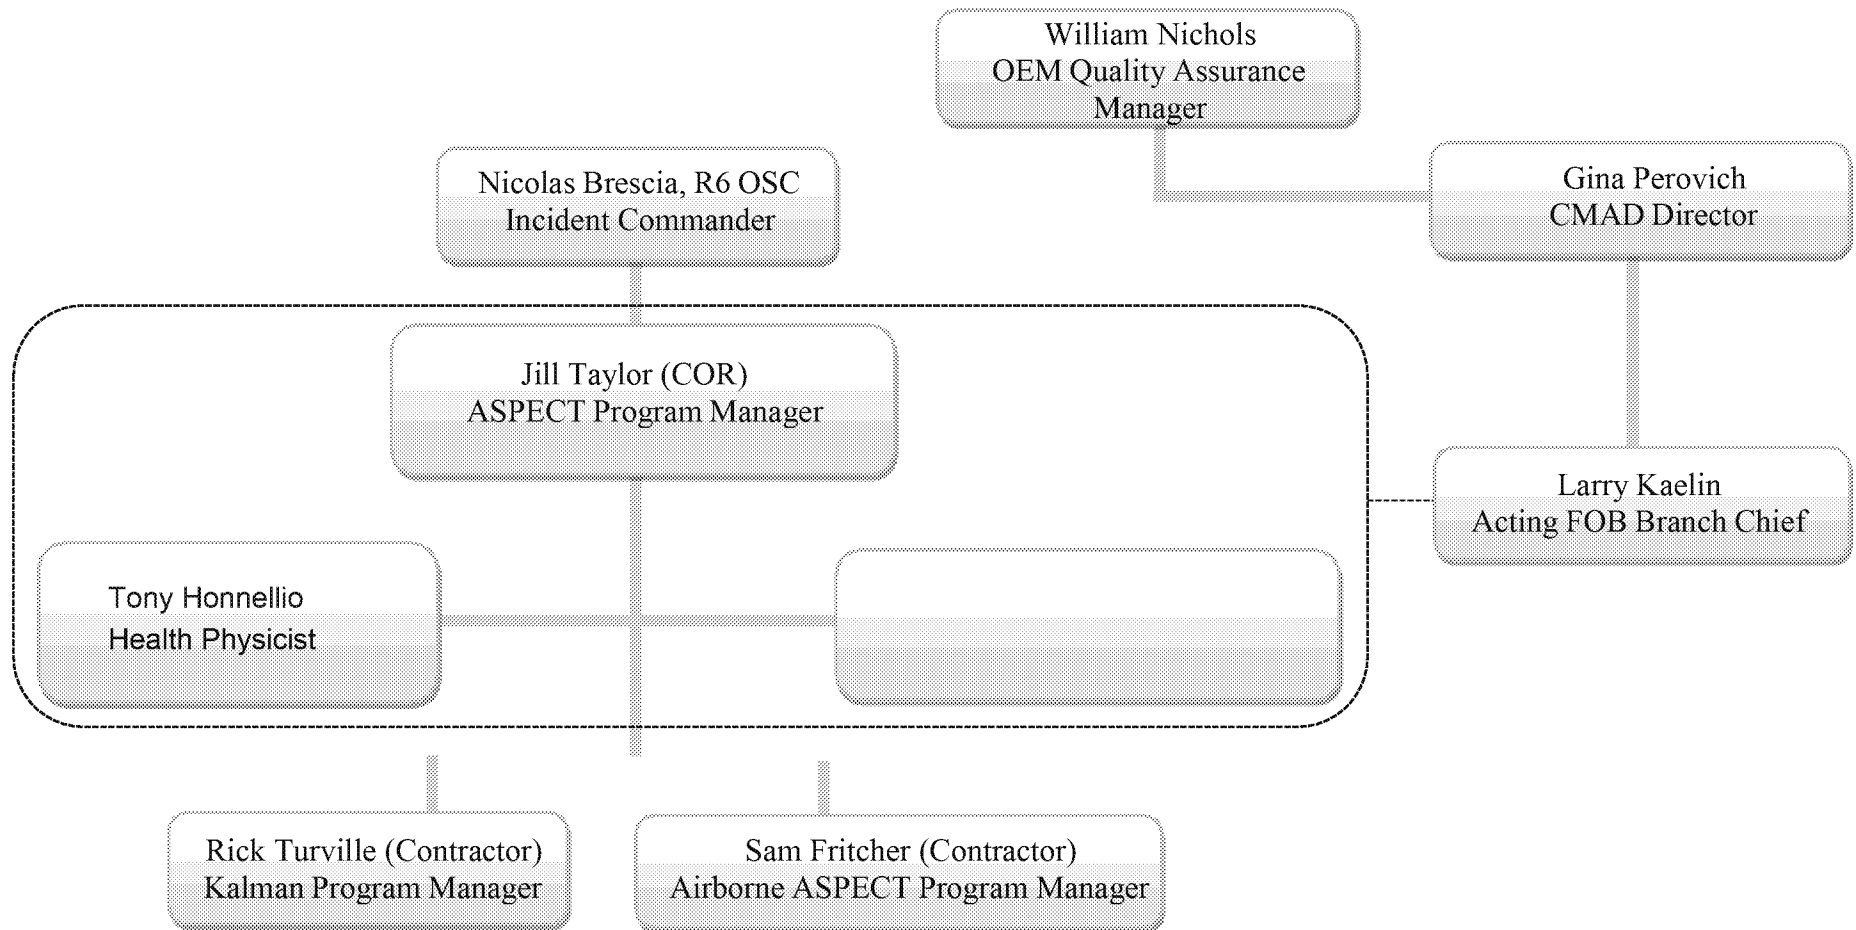 William Nichols
OEM Quality Assurance
Manager
Nicolas Brescia, R6 OSC
Incident Commander
Gina Perovich
CMAD Director
Jill Taylor (COR)
ASPECT Program Manager
Larry Kaelin
Acting FOB Branch Chief
Tony Honnellio
Health Physicist
Rick Turville (Contractor)
Kalman Program Manager
Sam Fritcher (Contractor)
Airborne ASPECT Program Manager